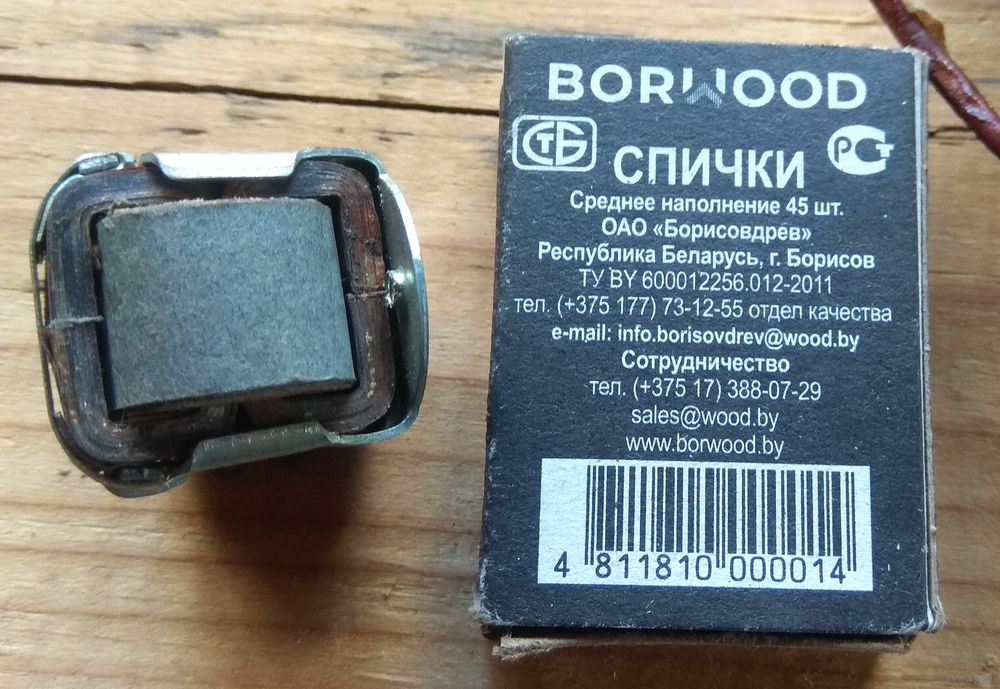 BORWOOD
СТБ
РСТ
СПИЧКИ
Среднее наполнение 45 шт.
ОАО «Борисовдрев»
Республика Беларусь, г. Борисов
ТУ BY 600012256.012-2011
тел. (+375 177) 73-12-55 отдел качества
e-mail: info.borisovdrev@wood.by
Сотрудничество
тел. (+375 17) 388-07-29
sales@wood.by
www.borwood.by
4 811810 000014